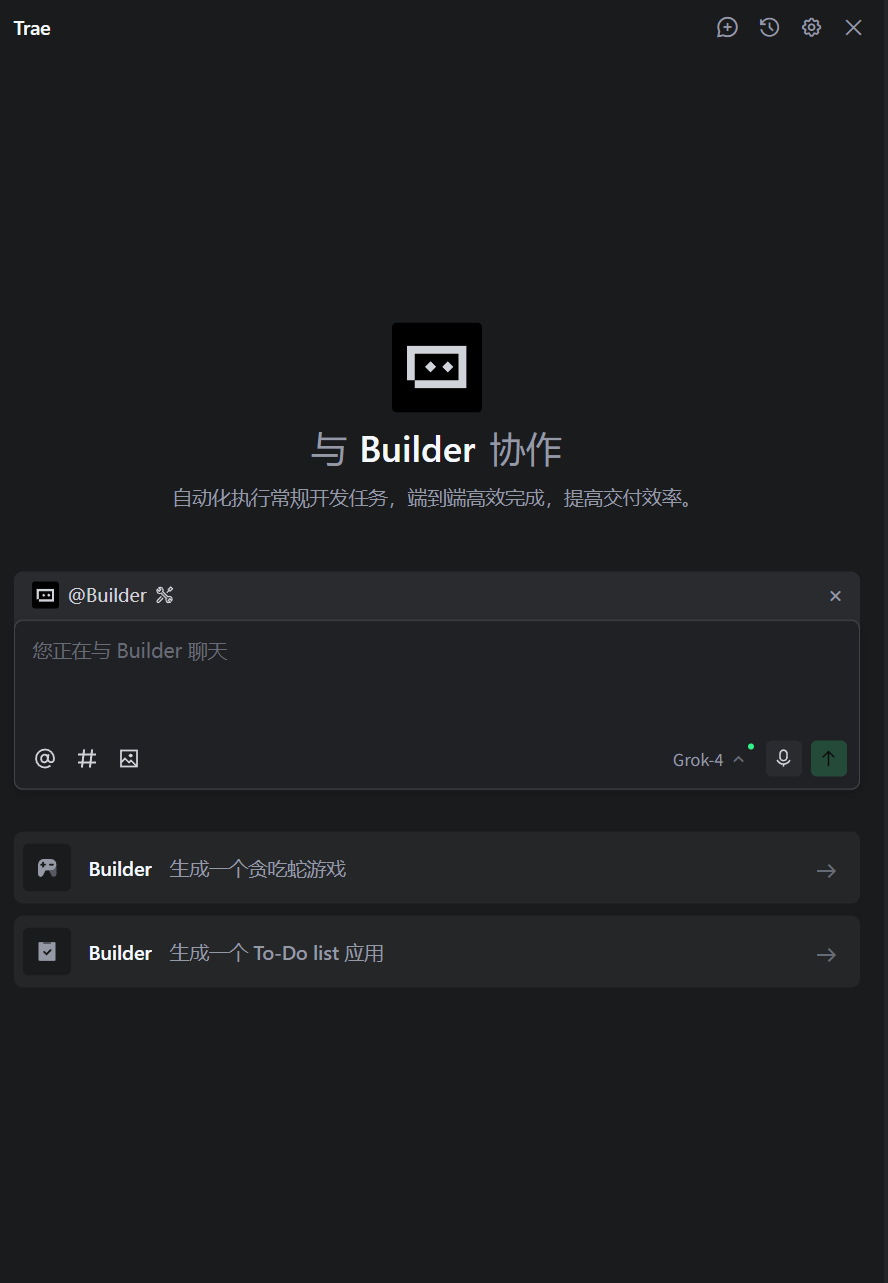 Trae
与 Builder 协作
自动化执行常规开发任务，端到端高效完成，提高交付效率。
@Builder
您正在与 Builder 聊天
Grok-4
Builder 生成一个贪吃蛇游戏
Builder 生成一个 To-Do list 应用